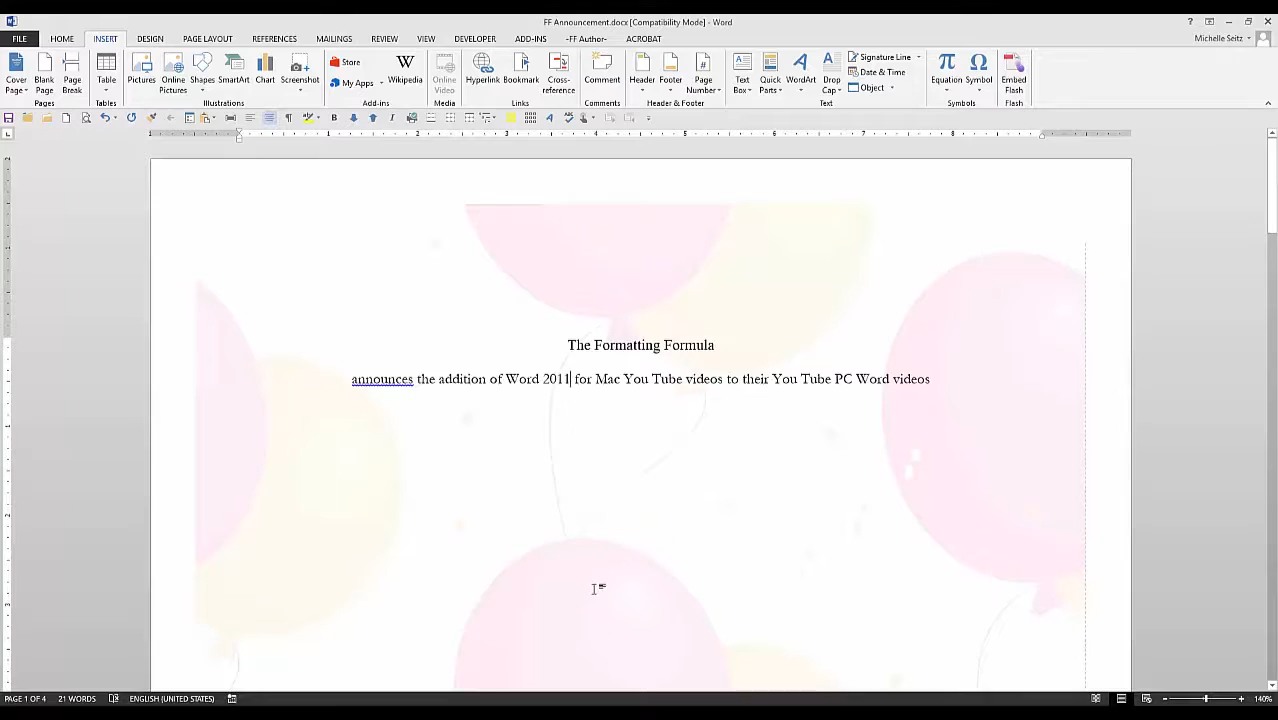 FF Announcement.docx [Compatibility Mode] - Word
FILE HOME INSERT DESIGN PAGE LAYOUT REFERENCES MAILINGS REVIEW VIEW DEVELOPER ADD-INS -FF Author- ACROBAT Michelle Seitz
Cover Page
Blank Page
Page Break
Pages
Table
Tables
Pictures
Online Pictures
Shapes
SmartArt
Chart
Screenshot
Illustrations
Store
My Apps
Wikipedia
Add-ins
Online Video
Media
Hyperlink
Bookmark
Cross-reference
Links
Comment
Comments
Header
Footer
Page Number
Header & Footer
Text Box
Quick Parts
WordArt
Drop Cap
Signature Line
Date & Time
Object
Text
Equation
Symbol
Symbols
Embed Flash
Flash
The Formatting Formula
announces the addition of Word 2011 for Mac You Tube videos to their You Tube PC Word videos
PAGE 1 OF 4 21 WORDS ENGLISH (UNITED STATES) 140%